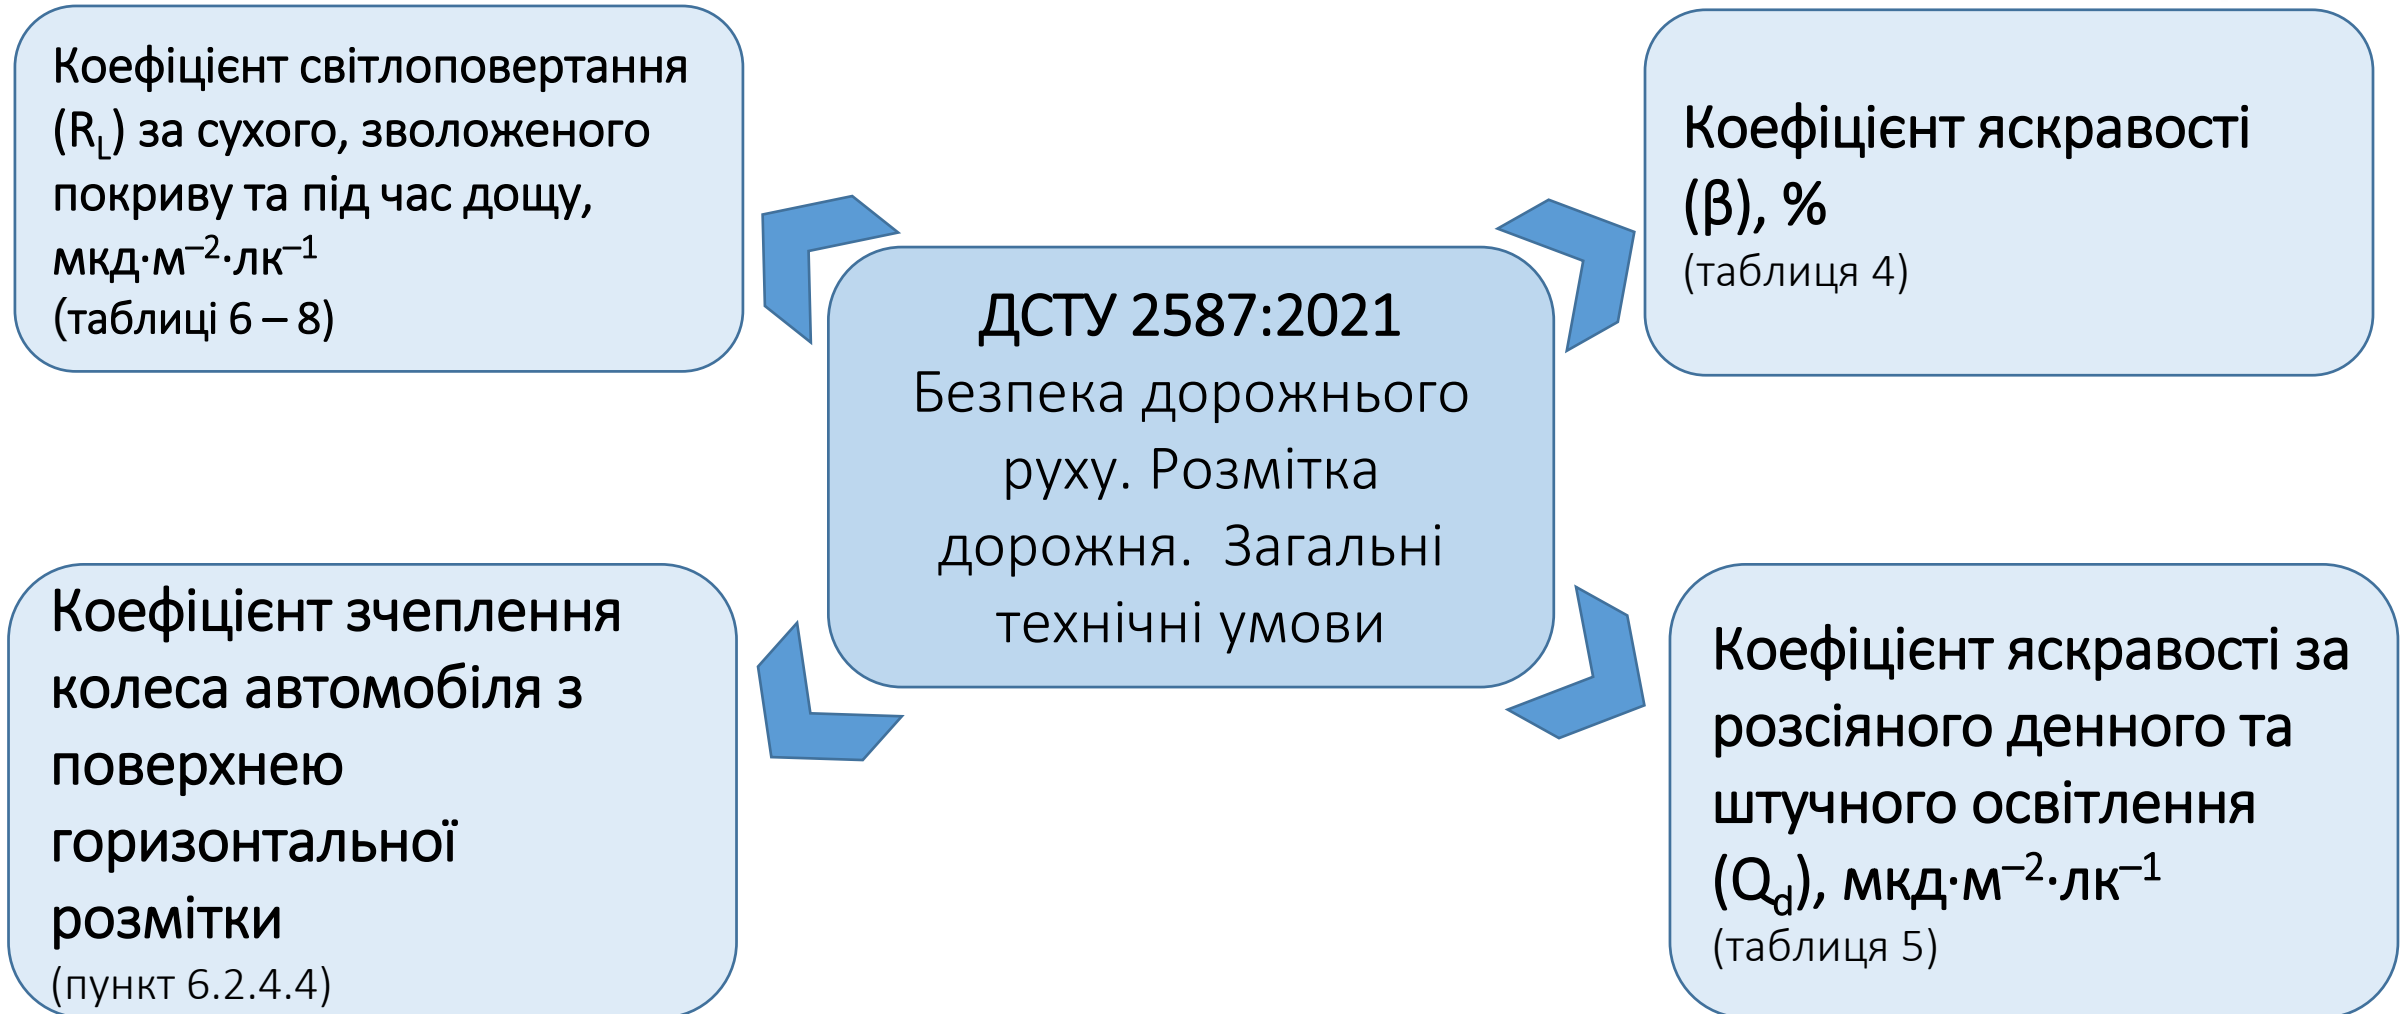 Коефіцієнт світлоповертання
(R_L) за сухого, зволоженого
покриву та під час дощу,
мкд·м⁻²·лк⁻¹
(таблиці 6 – 8)
Коефіцієнт яскравості
(β), %
(таблиця 4)
ДСТУ 2587:2021
Безпека дорожнього
руху. Розмітка
дорожня.  Загальні
технічні умови
Коефіцієнт зчеплення
колеса автомобіля з
поверхнею
горизонтальної
розмітки
(пункт 6.2.4.4)
Коефіцієнт яскравості за
розсіяного денного та
штучного освітлення
(Q_d), мкд·м⁻²·лк⁻¹
(таблиця 5)